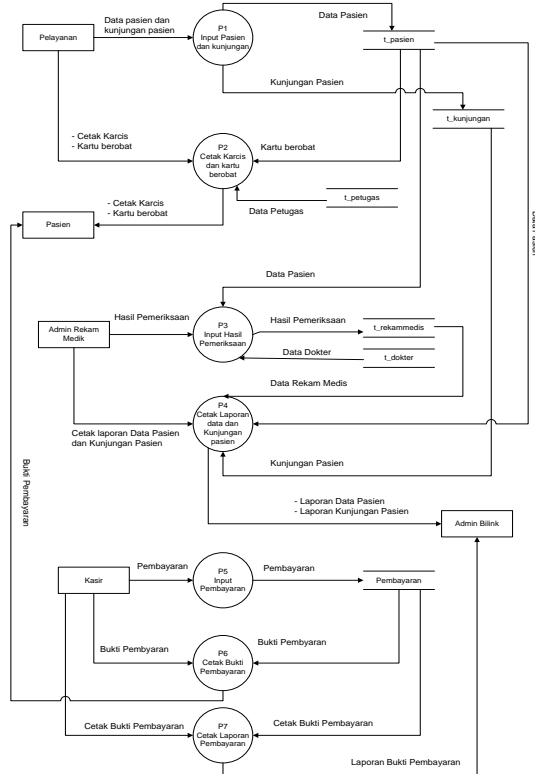 Data pasien dan
kunjungan pasien
Data Pasien
Pelayanan
P1
Input Pasien
dan kunjungan
t_pasien
Kunjungan Pasien
t_kunjungan
- Cetak Karcis
- Kartu berobat
P2
Cetak Karcis
dan kartu
berobat
Kartu berobat
t_petugas
Data Petugas
- Cetak Karcis
- Kartu berobat
Pasien
Data Pasien
Data Pasien
Hasil Pemeriksaan
Admin Rekam
Medik
P3
Input Hasil
Pemeriksaan
Hasil Pemeriksaan
t_rekammedis
Data Dokter
t_dokter
Data Rekam Medis
P4
Cetak Laporan
data dan
Kunjungan
pasien
Cetak laporan Data Pasien
dan Kunjungan Pasien
Kunjungan Pasien
Bukti Pembayaran
- Laporan Data Pasien
- Laporan Kunjungan Pasien
Admin Bilink
Kasir
Pembayaran
P5
Input
Pembayaran
Pembayaran
Pembayaran
Bukti Pembyaran
P6
Cetak Bukti
Pembayaran
Bukti Pembyaran
Cetak Bukti Pembayaran
P7
Cetak Laporan
Pembayaran
Cetak Bukti Pembayaran
Laporan Bukti Pembayaran